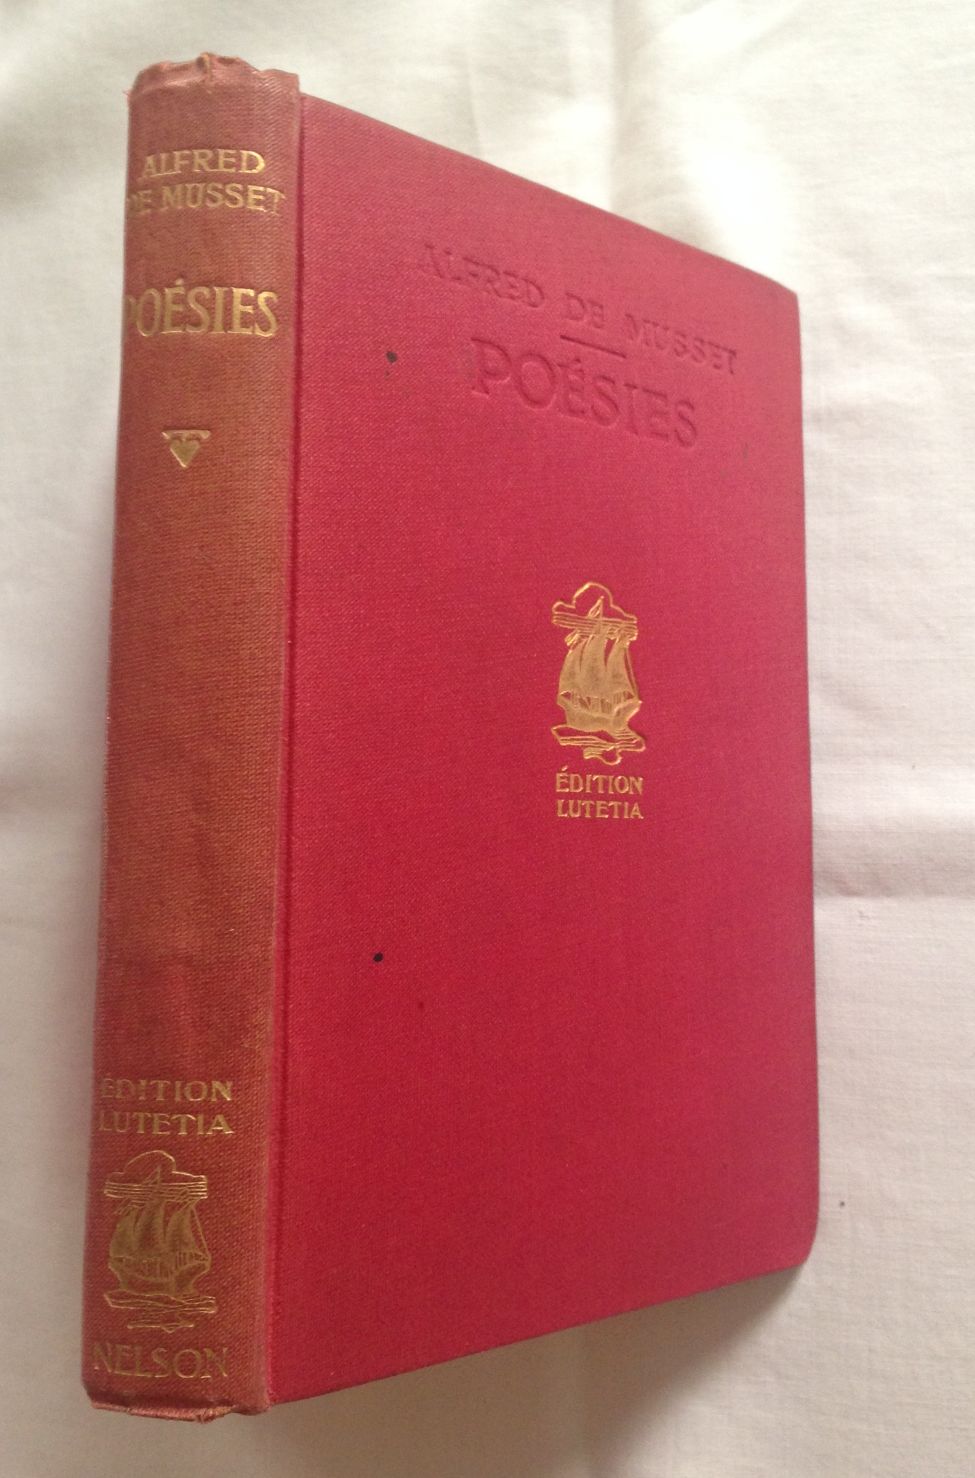 ALFRED
DE MUSSET
POÉSIES
ÉDITION
LUTETIA
NELSON
ALFRED DE MUSSET
POÉSIES
ÉDITION
LUTETIA